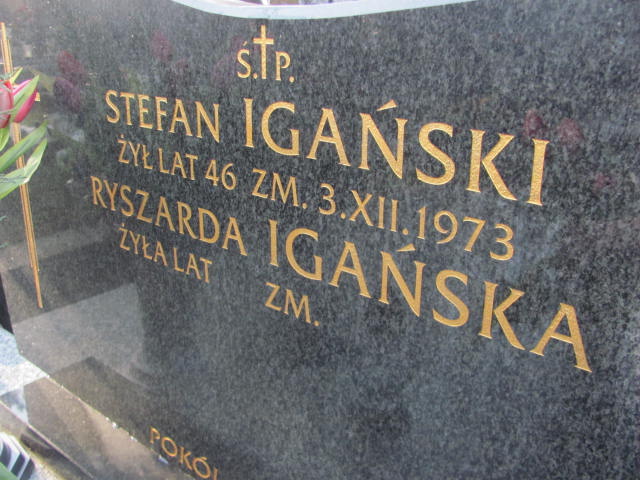 Ś.†P.
STEFAN IGAŃSKI
ŻYŁ LAT 46 ZM. 3.XII.1973
RYSZARDA IGAŃSKA
ŻYŁA LAT ZM.